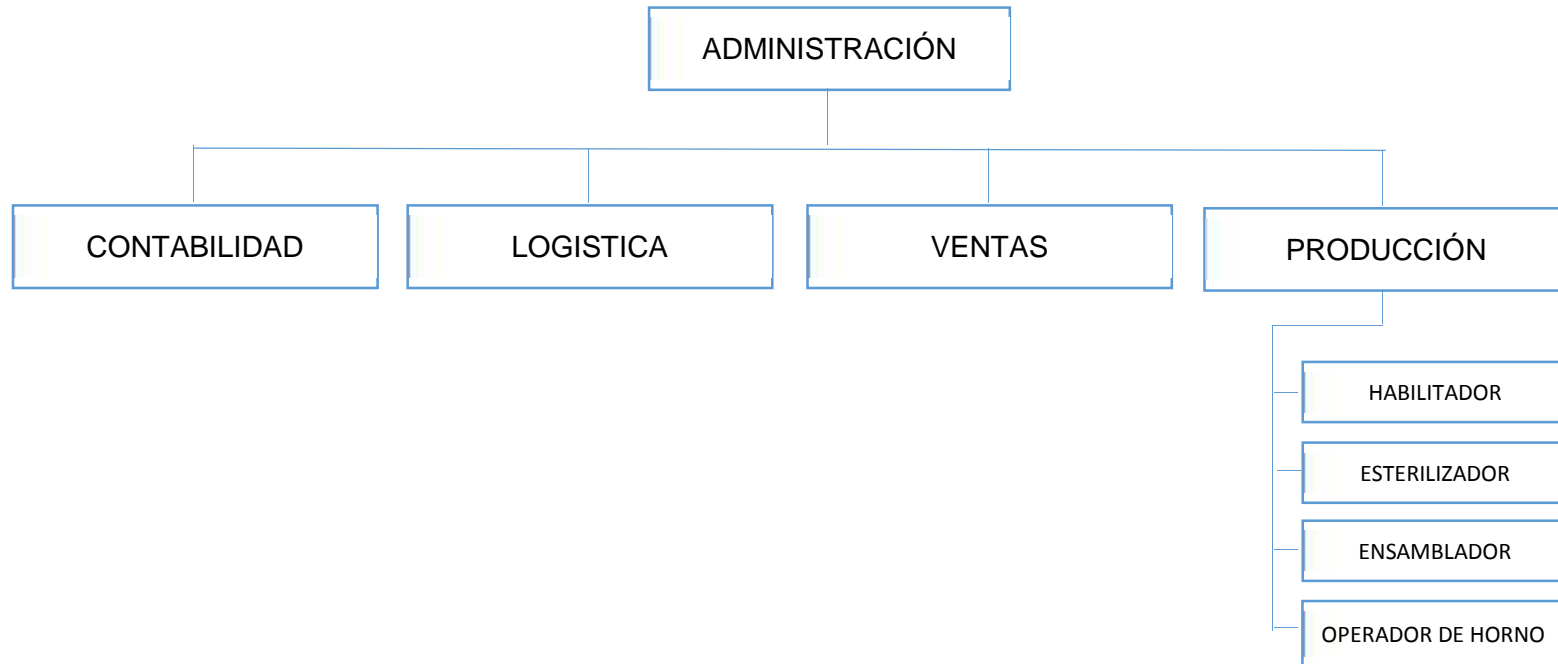 ADMINISTRACIÓN
CONTABILIDAD
LOGISTICA
VENTAS
PRODUCCIÓN
HABILITADOR
ESTERILIZADOR
ENSAMBLADOR
OPERADOR DE HORNO